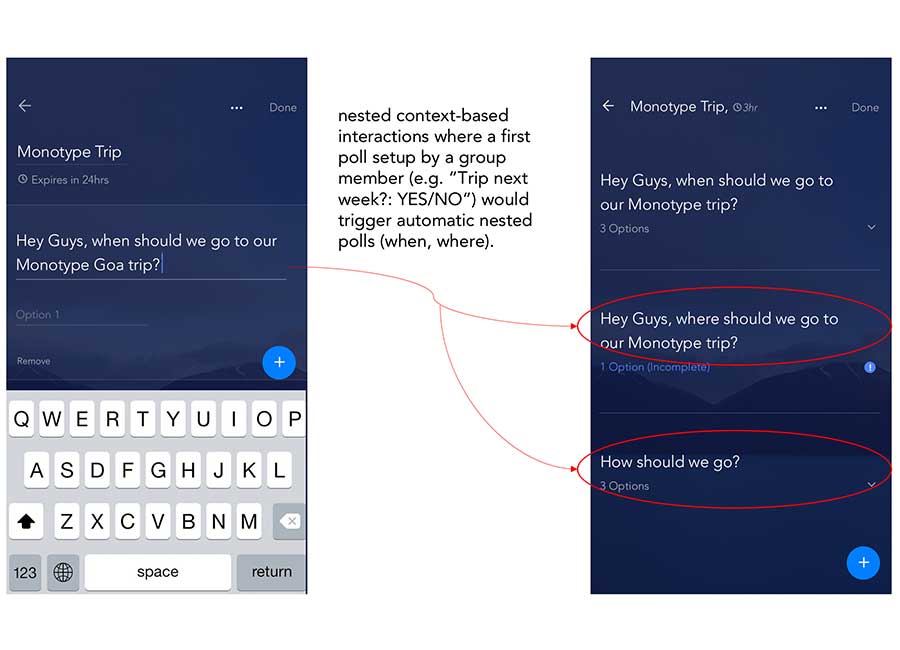 ••• Done
Monotype Trip
Expires in 24hrs
Hey Guys, when should we go to our
Monotype Goa trip?
Option 1
Remove
+
Q W E R T Y U I O P
A S D F G H J K L
Z X C V B N M
123 space return
nested context-based
interactions where a first
poll setup by a group
member (e.g. “Trip next
week?: YES/NO”) would
trigger automatic nested
polls (when, where).
Monotype Trip, 3hr ••• Done
Hey Guys, when should we go to
our Monotype trip?
3 Options
Hey Guys, where should we go to
our Monotype trip?
1 Option (Incomplete) !
How should we go?
3 Options
+